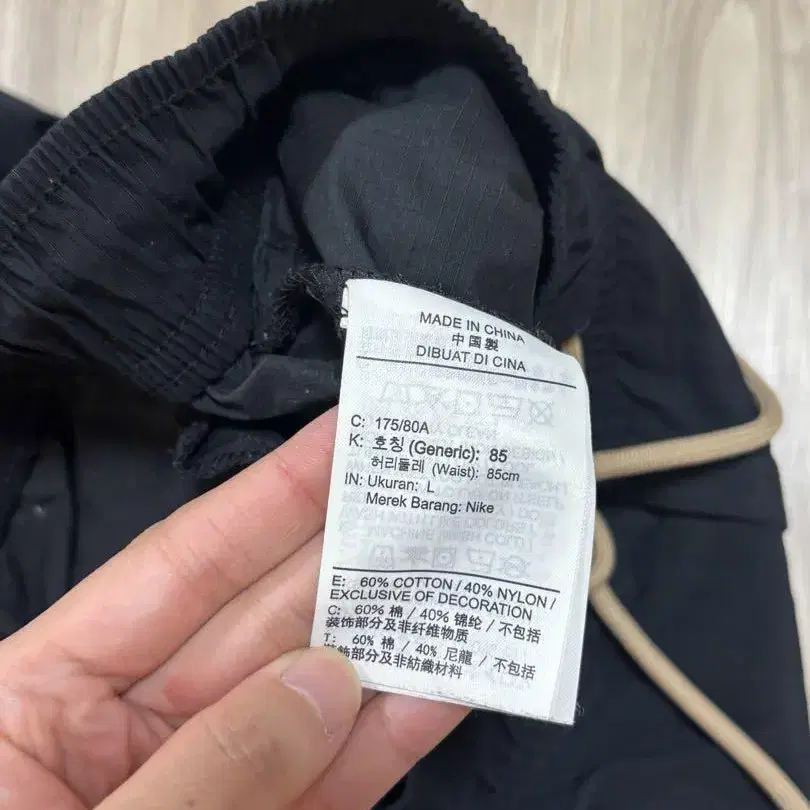 MADE IN CHINA
中国製
DIBUAT DI CINA
C: 175/80A
K: 호칭 (Generic): 85
허리둘레 (Waist): 85cm
IN: Ukuran: L
Merek Barang: Nike
E: 60% COTTON / 40% NYLON /
EXCLUSIVE OF DECORATION
C: 60% 棉 / 40% 锦纶 / 不包括
装饰部分及非纤维物质
T: 60% 棉 / 40% 尼龍 / 不包括
裝飾部分及非紡織材料